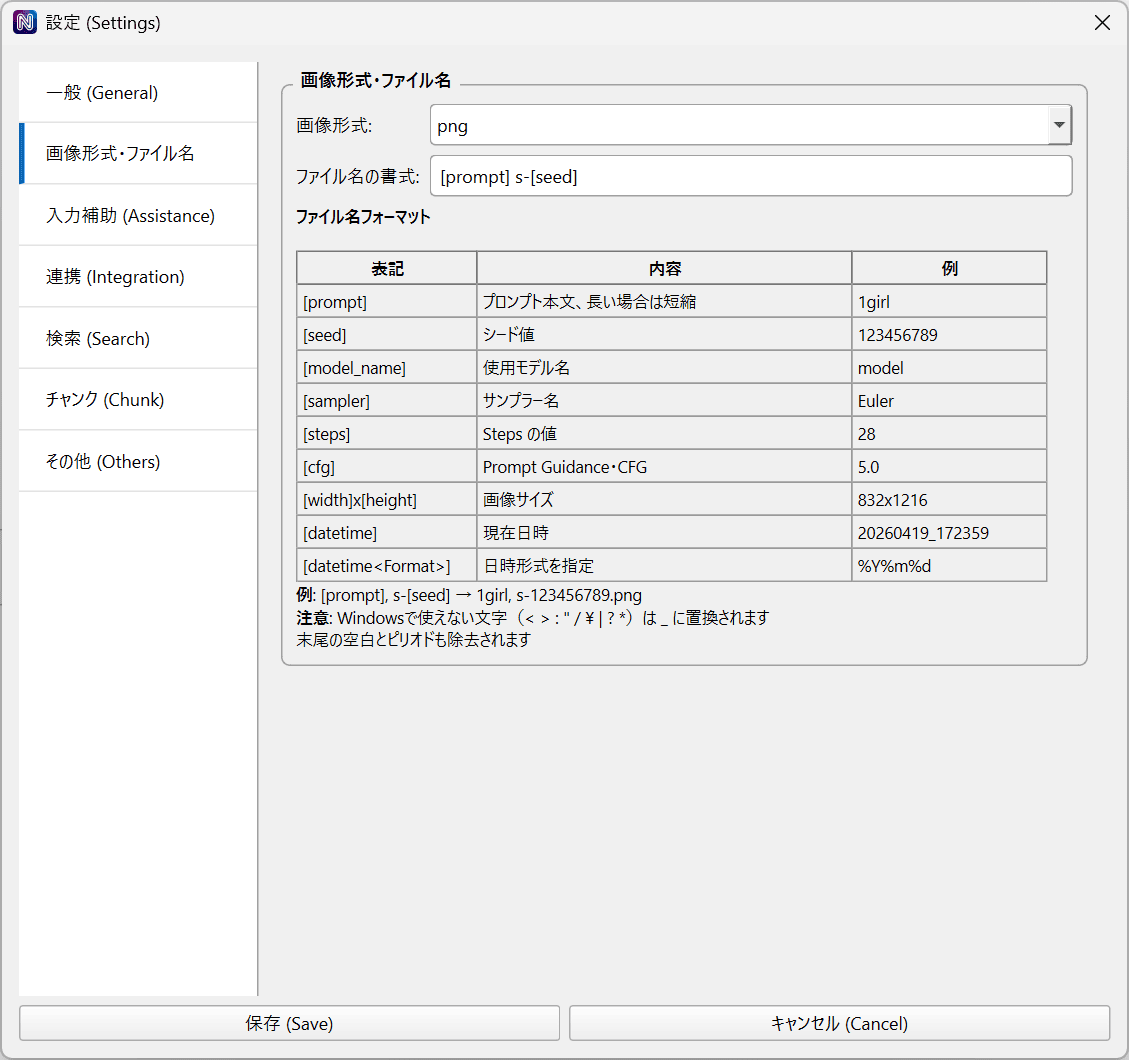 設定 (Settings)
一般 (General)
画像形式・ファイル名
入力補助 (Assistance)
連携 (Integration)
検索 (Search)
チャンク (Chunk)
その他 (Others)
画像形式・ファイル名
画像形式: png
ファイル名の書式: [prompt] s-[seed]
ファイル名フォーマット
表記 内容 例
[prompt] プロンプト本文、長い場合は短縮 1girl
[seed] シード値 123456789
[model_name] 使用モデル名 model
[sampler] サンプラー名 Euler
[steps] Steps の値 28
[cfg] Prompt Guidance・CFG 5.0
[width]x[height] 画像サイズ 832x1216
[datetime] 現在日時 20260419_172359
[datetime<Format>] 日時形式を指定 %Y%m%d
例: [prompt], s-[seed] → 1girl, s-123456789.png
注意: Windowsで使えない文字（< > : " / ¥ | ? *）は _ に置換されます
末尾の空白とピリオドも除去されます
保存 (Save) キャンセル (Cancel)